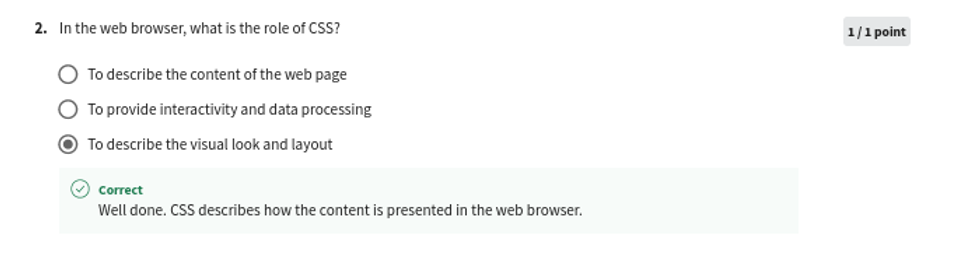 2. In the web browser, what is the role of CSS?
1 / 1 point
To describe the content of the web page
To provide interactivity and data processing
To describe the visual look and layout
Correct
Well done. CSS describes how the content is presented in the web browser.